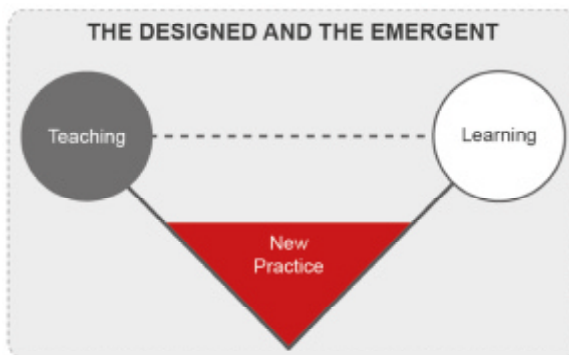 THE DESIGNED AND THE EMERGENT
Teaching
Learning
New
Practice